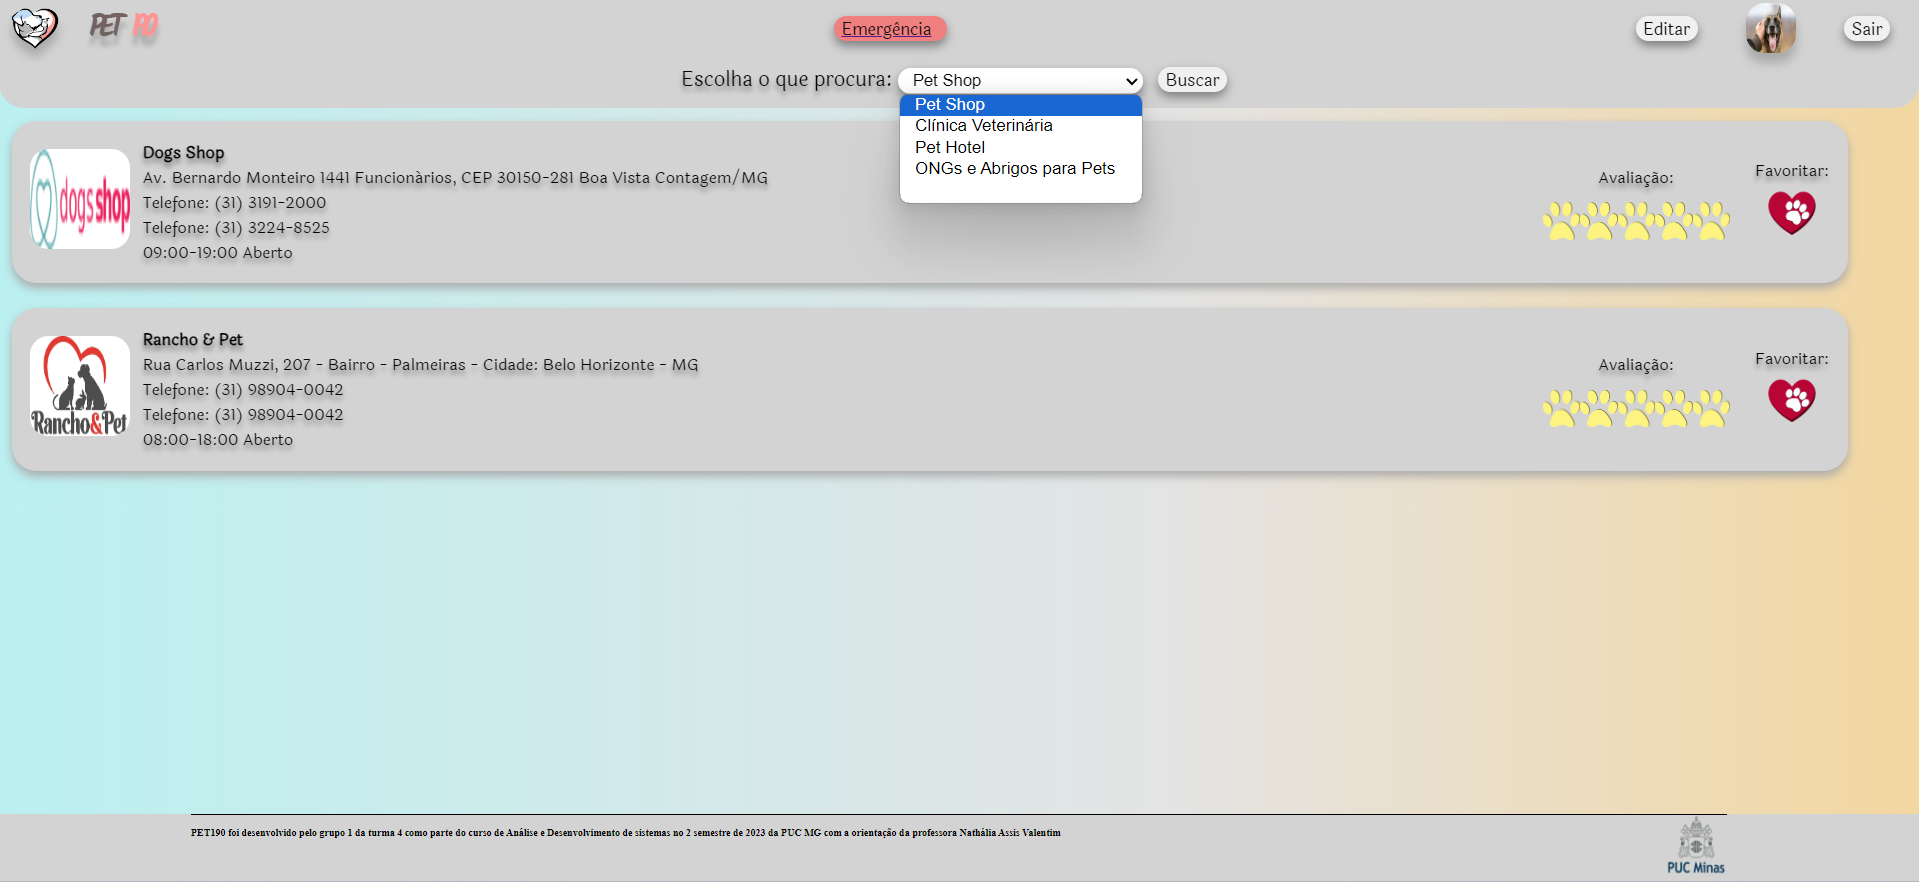 PET 190
Emergência
Editar
Sair
Escolha o que procura: Pet Shop
Buscar
Pet Shop
Clínica Veterinária
Pet Hotel
ONGs e Abrigos para Pets
dogsshop
Dogs Shop
Av. Bernardo Monteiro 1441 Funcionàrios, CEP 30150-281 Boa Vista Contagem/MG
Telefone: (31) 3191-2000
Telefone: (31) 3224-8525
09:00-19:00 Aberto
Avaliação:
Favoritar:
Rancho&Pet
Rancho & Pet
Rua Carlos Muzzi, 207 - Bairro - Palmeiras - Cidade: Belo Horizonte - MG
Telefone: (31) 98904-0042
Telefone: (31) 98904-0042
08:00-18:00 Aberto
Avaliação:
Favoritar:
PET190 foi desenvolvido pelo grupo 1 da turma 4 como parte do curso de Análise e Desenvolvimento de sistemas no 2 semestre de 2023 da PUC MG com a orientação da professora Nathália Assis Valentim
PUC Minas